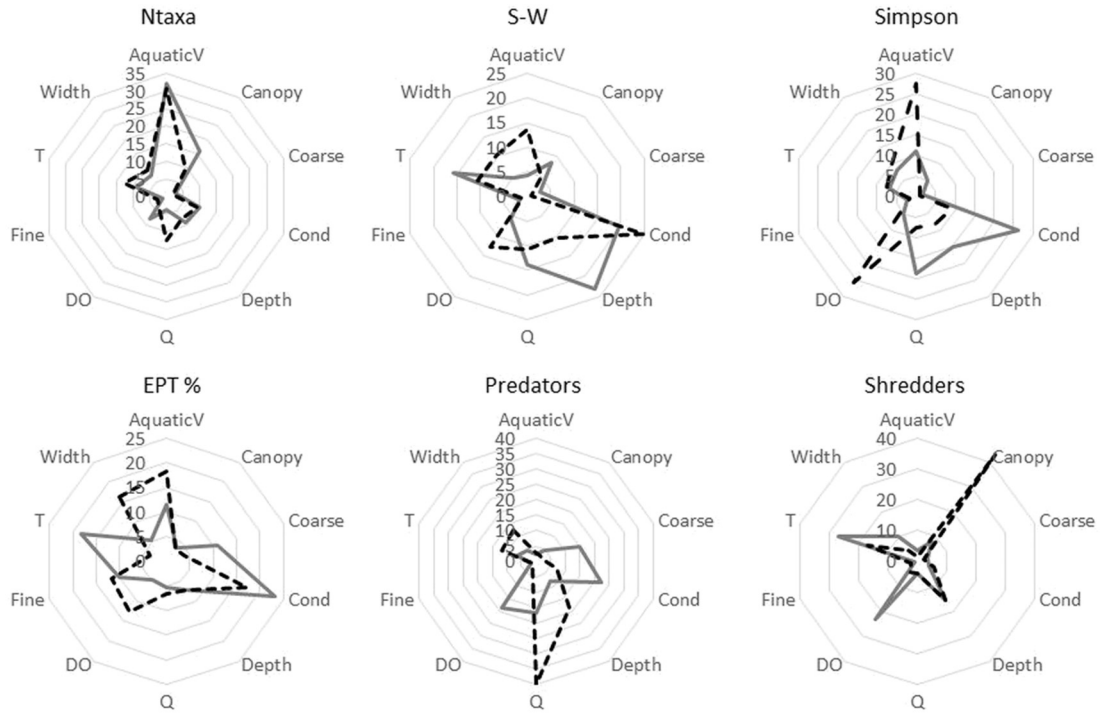 Ntaxa
AquaticV
Canopy
Coarse
Cond
Depth
Q
DO
Fine
T
Width
35
30
25
20
15
10
5
0
S-W
AquaticV
Canopy
Coarse
Cond
Depth
Q
DO
Fine
T
Width
25
20
15
10
5
0
Simpson
AquaticV
Canopy
Coarse
Cond
Depth
Q
DO
Fine
T
Width
30
25
20
15
10
5
0
EPT %
AquaticV
Canopy
Coarse
Cond
Depth
Q
DO
Fine
T
Width
25
20
15
10
5
0
Predators
AquaticV
Canopy
Coarse
Cond
Depth
Q
DO
Fine
T
Width
40
35
30
25
20
15
10
5
0
Shredders
AquaticV
Canopy
Coarse
Cond
Depth
Q
DO
Fine
T
Width
40
30
20
10
0